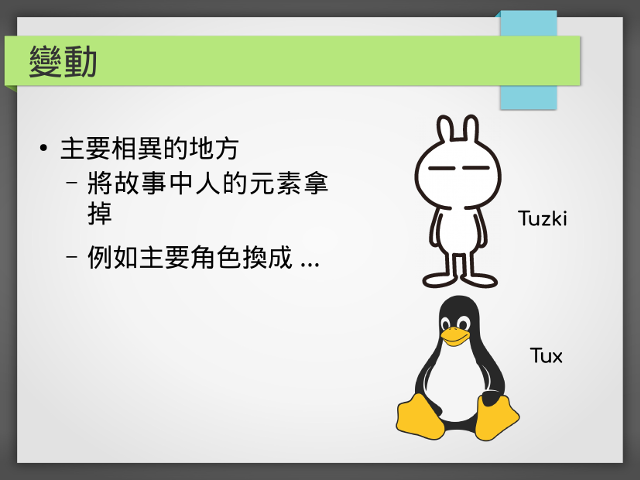 變動
• 主要相異的地方
– 將故事中人的元素拿
掉
– 例如主要角色換成 ...
Tuzki
Tux